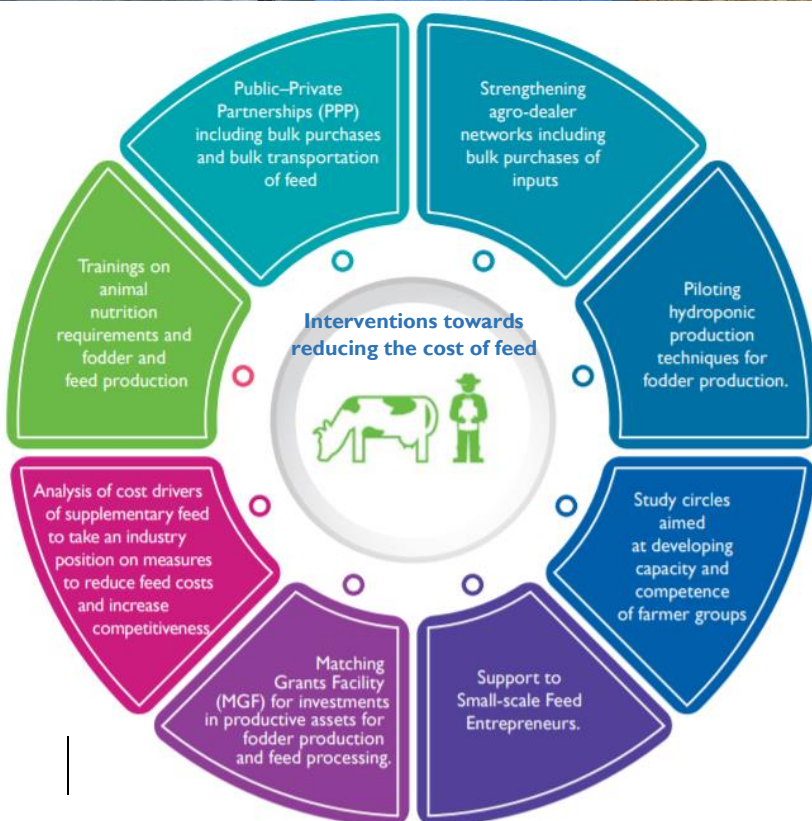 Public–Private
Partnerships (PPP)
including bulk purchases
and bulk transportation
of feed
Strengthening
agro-dealer
networks including
bulk purchases of
inputs
Piloting
hydroponic
production
techniques for
fodder production.
Study circles
aimed
at developing
capacity and
competence
of farmer groups
Support to
Small-scale Feed
Entrepreneurs.
Matching
Grants Facility
(MGF) for investments
in productive assets for
fodder production
and feed processing.
Analysis of cost drivers
of supplementary feed
to take an industry
position on measures
to reduce feed costs
and increase
competitiveness
Trainings on
animal
nutrition
requirements and
fodder and
feed production
Interventions towards
reducing the cost of feed